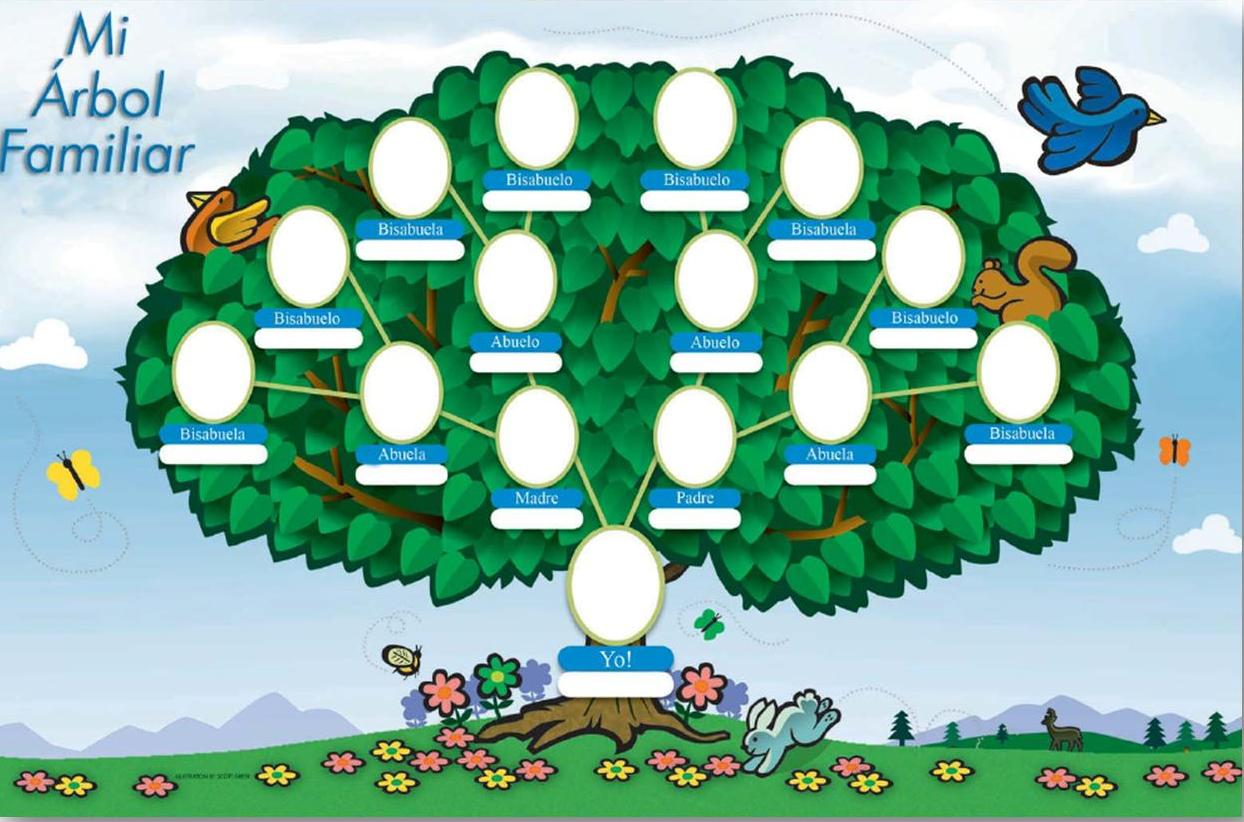 Mi
Árbol
Familiar
Bisabuelo
Bisabuelo
Bisabuela
Bisabuela
Bisabuelo
Bisabuelo
Abuelo
Abuelo
Bisabuela
Bisabuela
Abuela
Abuela
Madre
Padre
Yo!